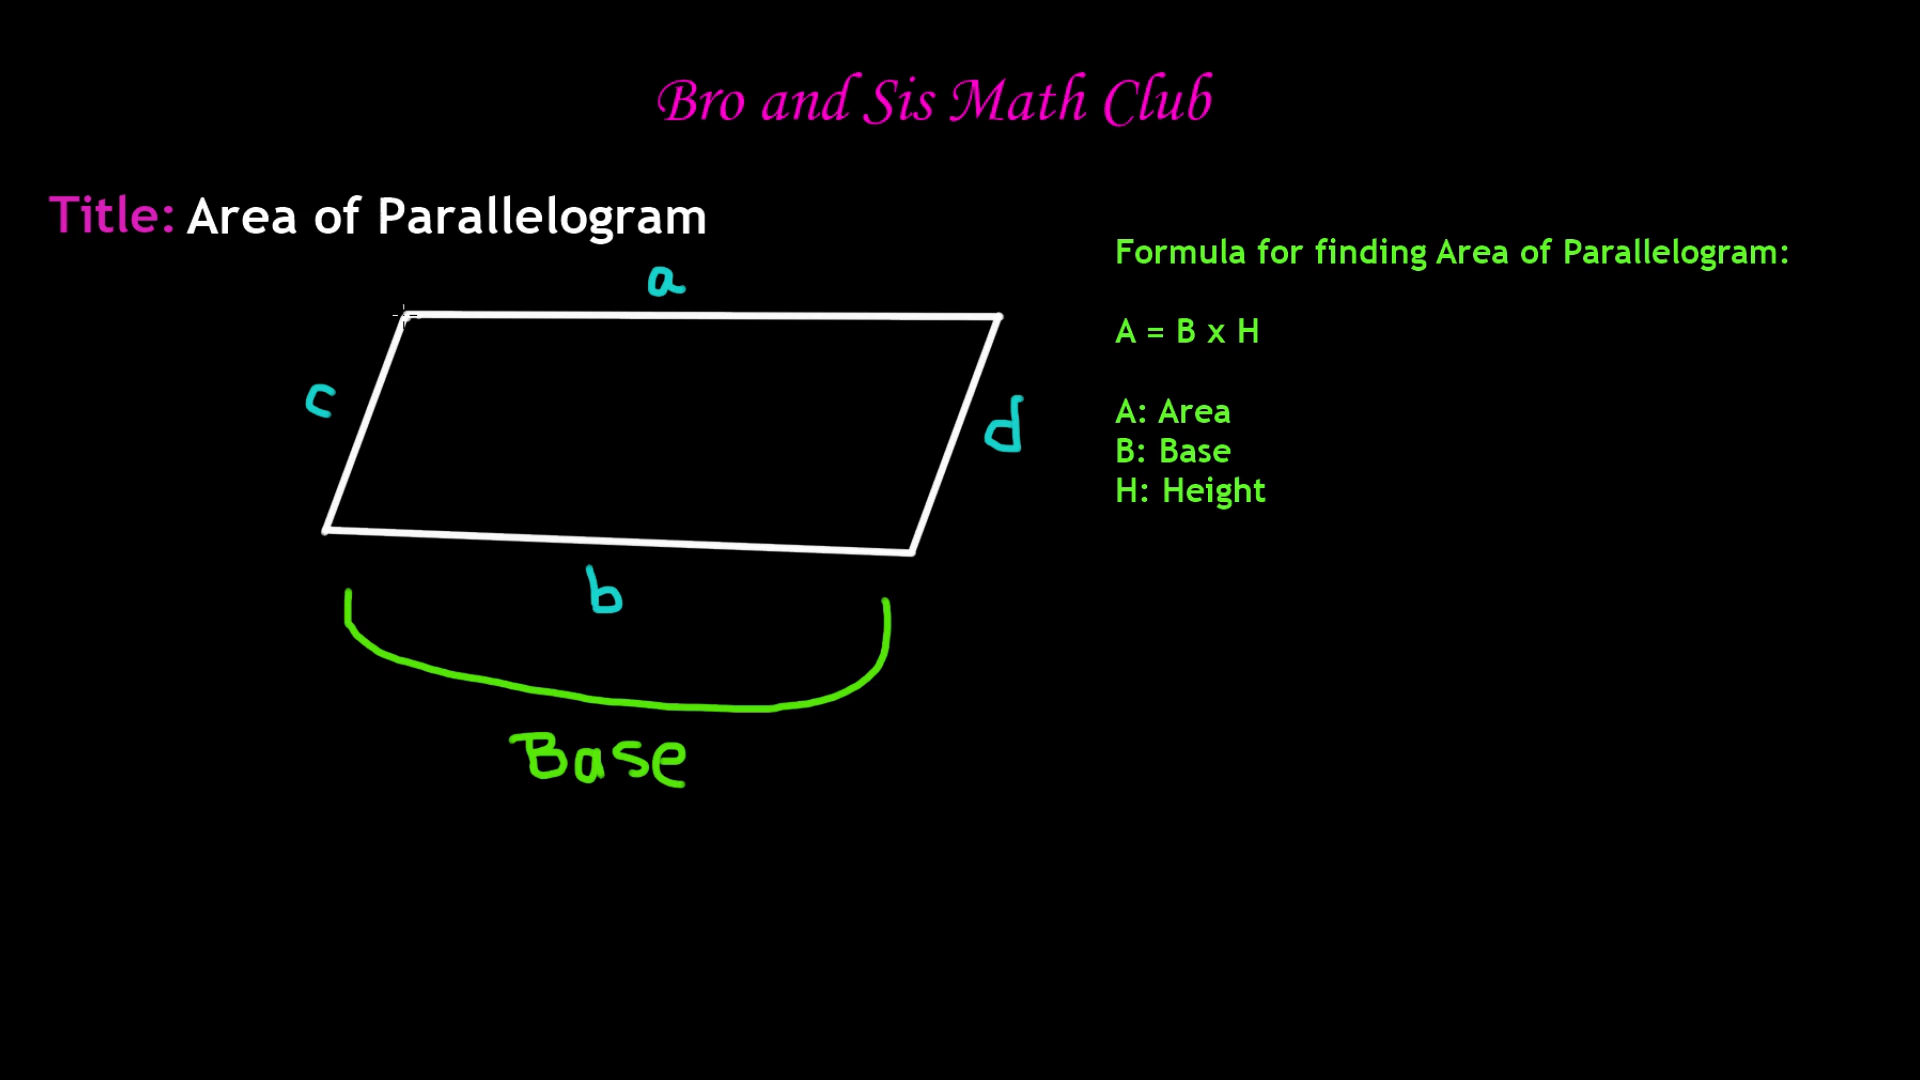 Bro and Sis Math Club
Title: Area of Parallelogram
a
c
d
b
Base
Formula for finding Area of Parallelogram:
A = B x H
A: Area
B: Base
H: Height